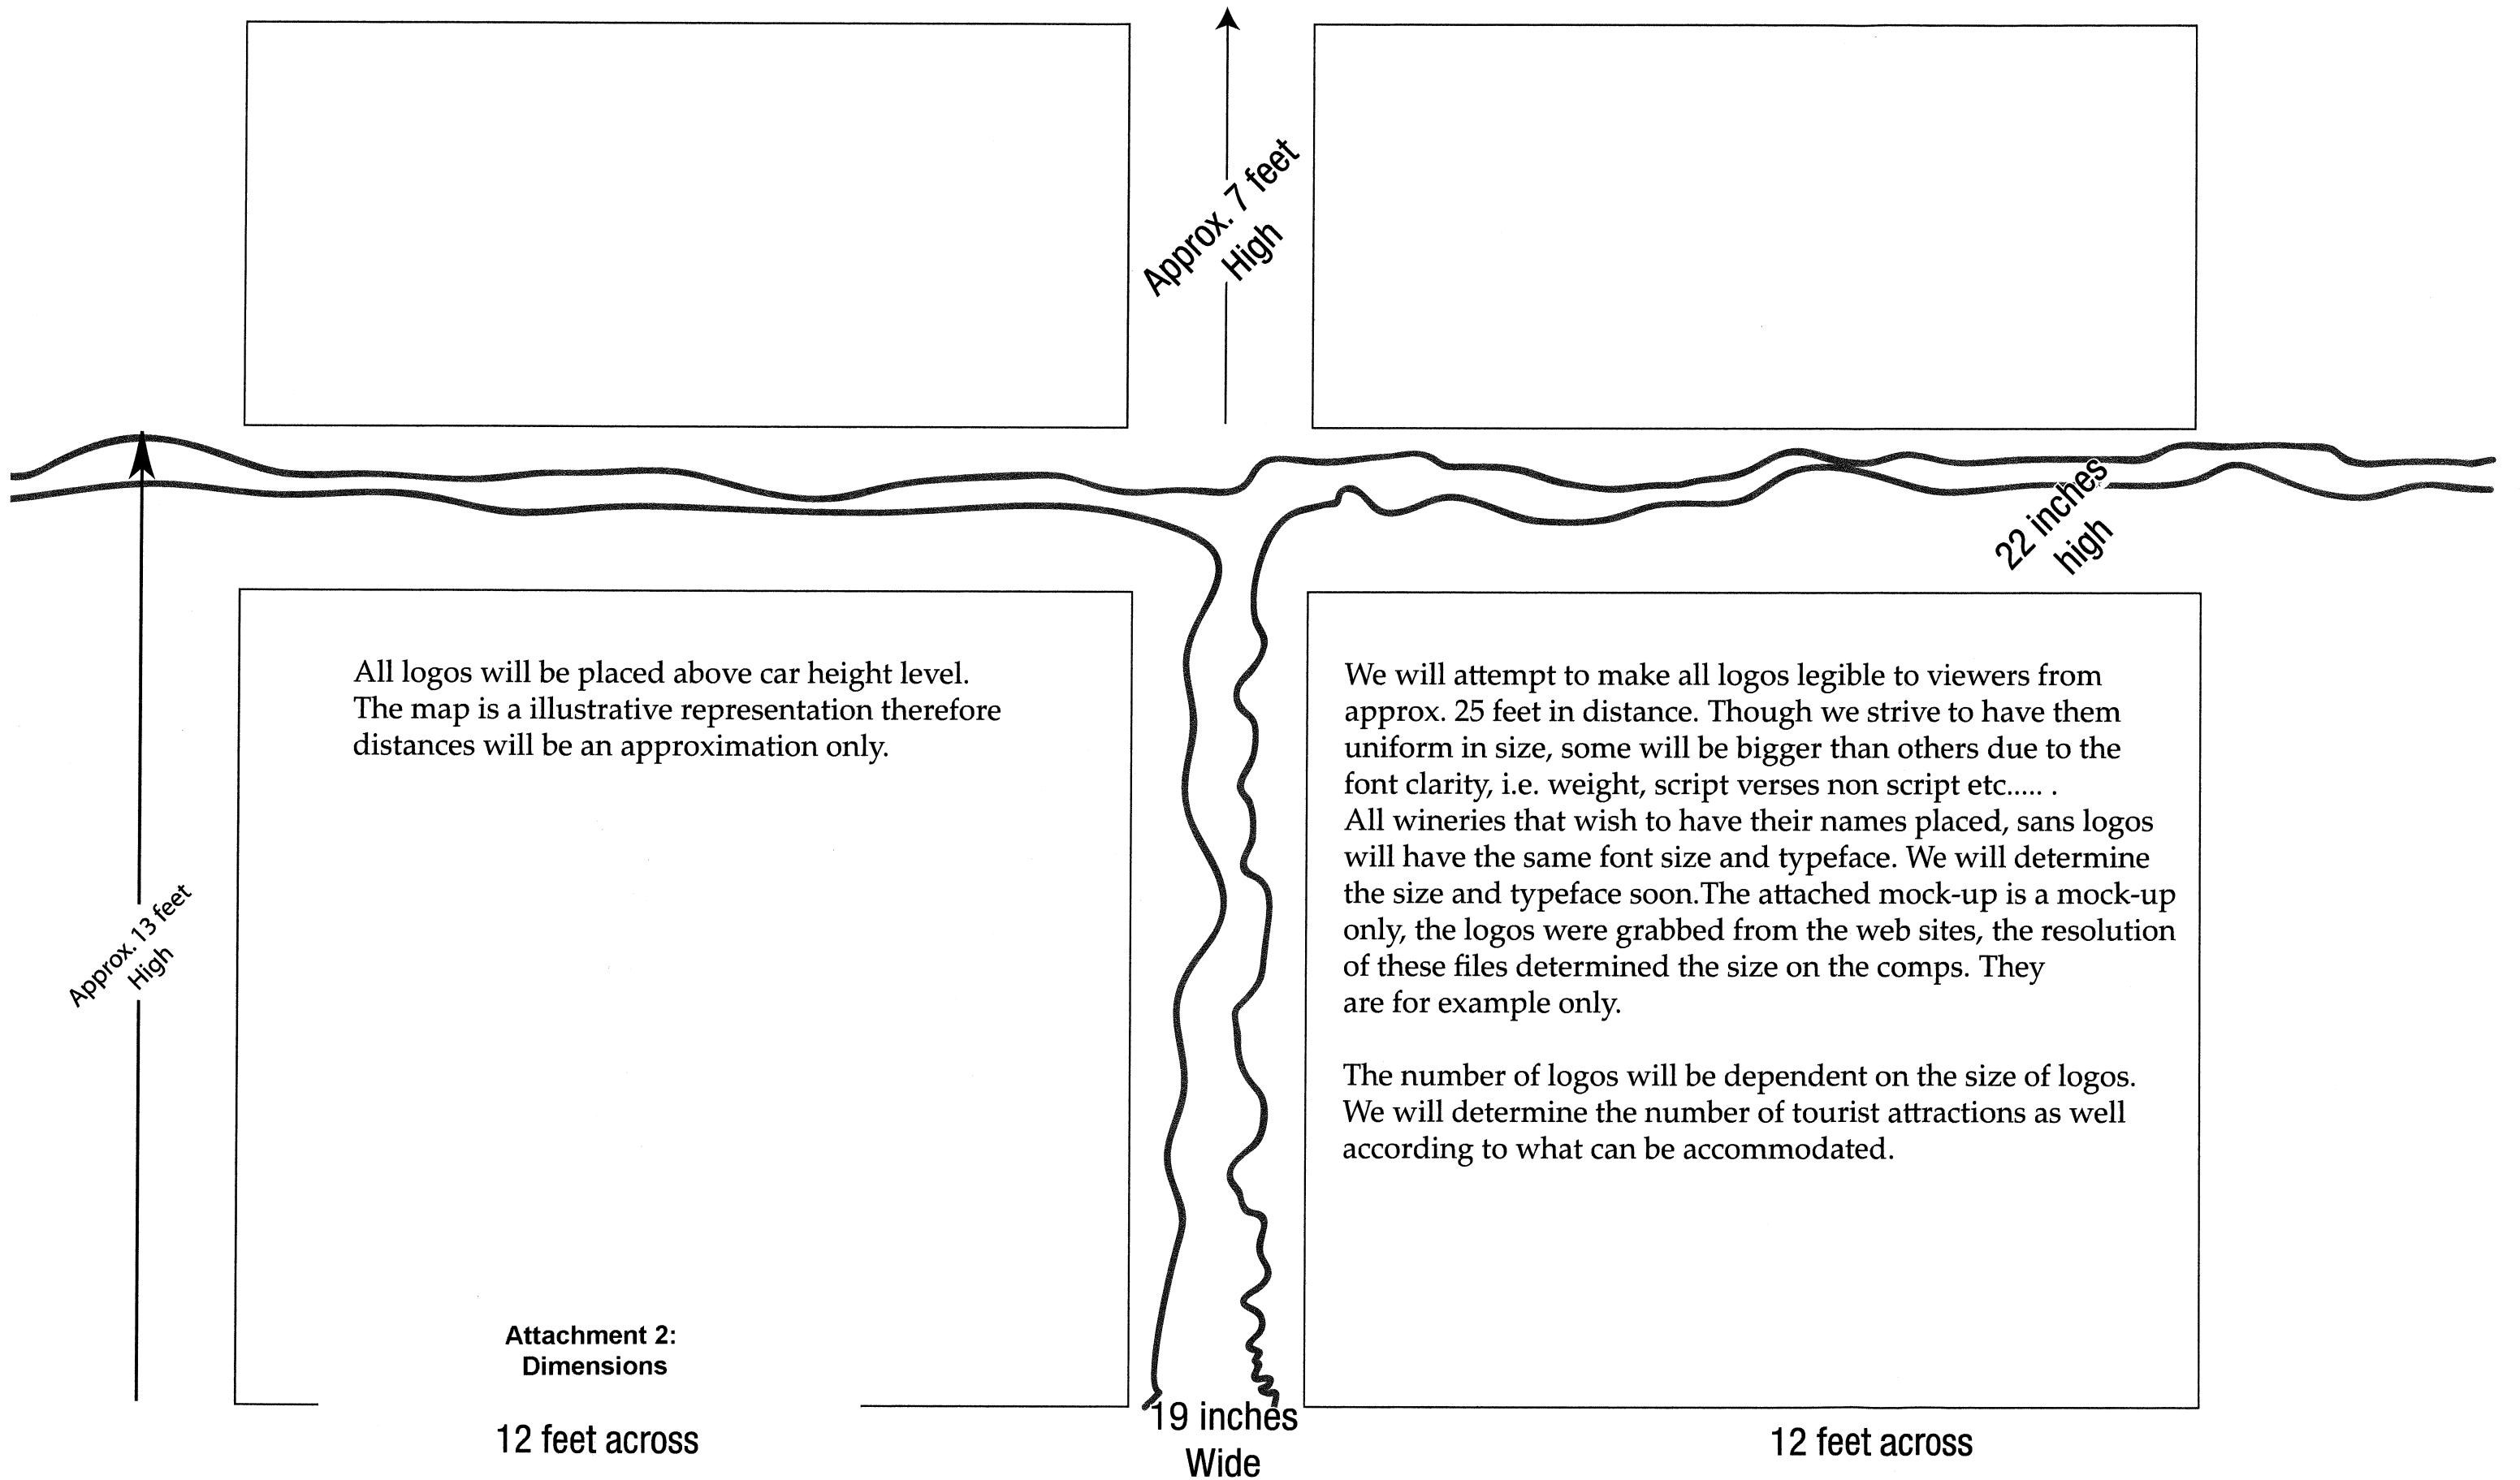 Approx. 7 feet
High
22 inches
high
All logos will be placed above car height level.
The map is a illustrative representation therefore
distances will be an approximation only.
We will attempt to make all logos legible to viewers from
approx. 25 feet in distance. Though we strive to have them
uniform in size, some will be bigger than others due to the
font clarity, i.e. weight, script verses non script etc..... .
All wineries that wish to have their names placed, sans logos
will have the same font size and typeface. We will determine
the size and typeface soon.The attached mock-up is a mock-up
only, the logos were grabbed from the web sites, the resolution
of these files determined the size on the comps. They
are for example only.
The number of logos will be dependent on the size of logos.
We will determine the number of tourist attractions as well
according to what can be accommodated.
Approx. 13 feet
High
Attachment 2:
Dimensions
12 feet across
19 inches
Wide
12 feet across